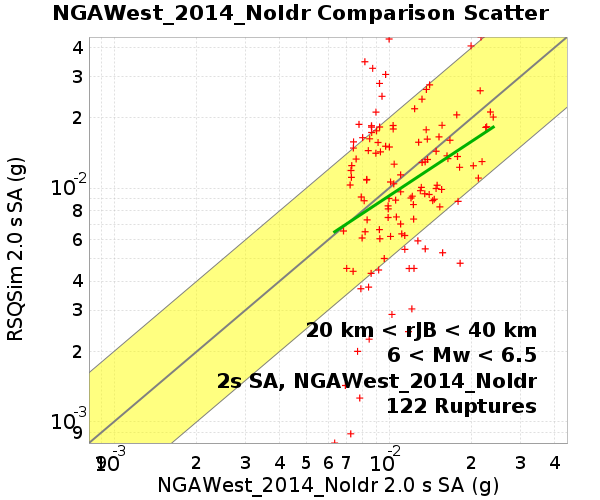 NGAWest_2014_NoIdr Comparison Scatter
RSQSim 2.0 s SA (g)
4
3
2
10-2
8
6
4
3
2
10-3
9
20 km < rJB < 40 km
6 < Mw < 6.5
2s SA, NGAWest_2014_NoIdr
122 Ruptures
9 10-3 2 3 4 5 6 7 10-2 2 3 4
NGAWest_2014_NoIdr 2.0 s SA (g)